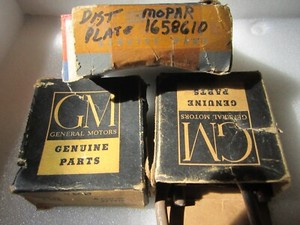 DIST MOPAR
PLATE 1658610
GM
GENERAL MOTORS
GENUINE
PARTS
GM
GENERAL MOTORS
GENUINE
PARTS